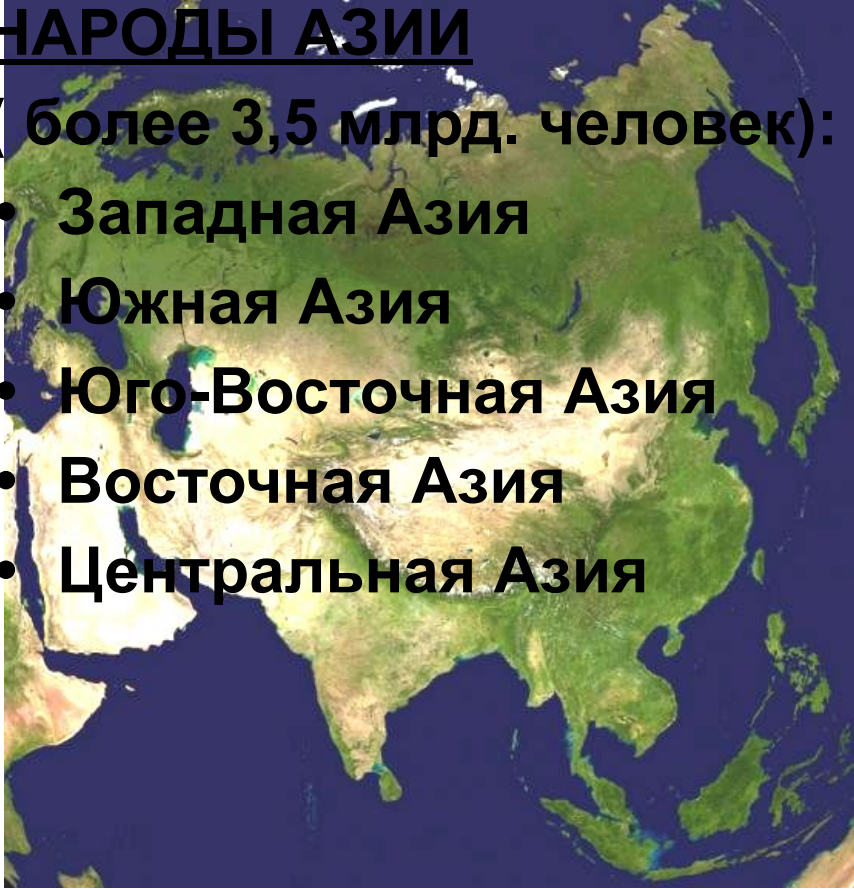 НАРОДЫ АЗИИ
( более 3,5 млрд. человек):
• Западная Азия
• Южная Азия
• Юго-Восточная Азия
• Восточная Азия
• Центральная Азия